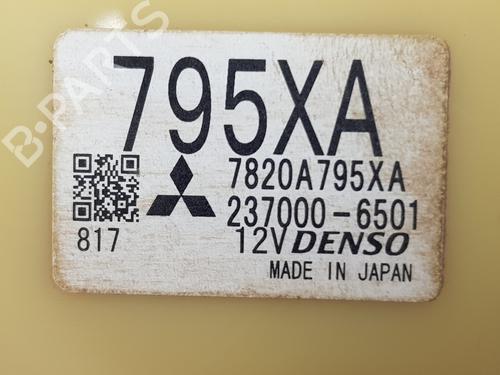 795XA
7820A795XA
237000-6501
817
12V DENSO
MADE IN JAPAN
B-PARTS